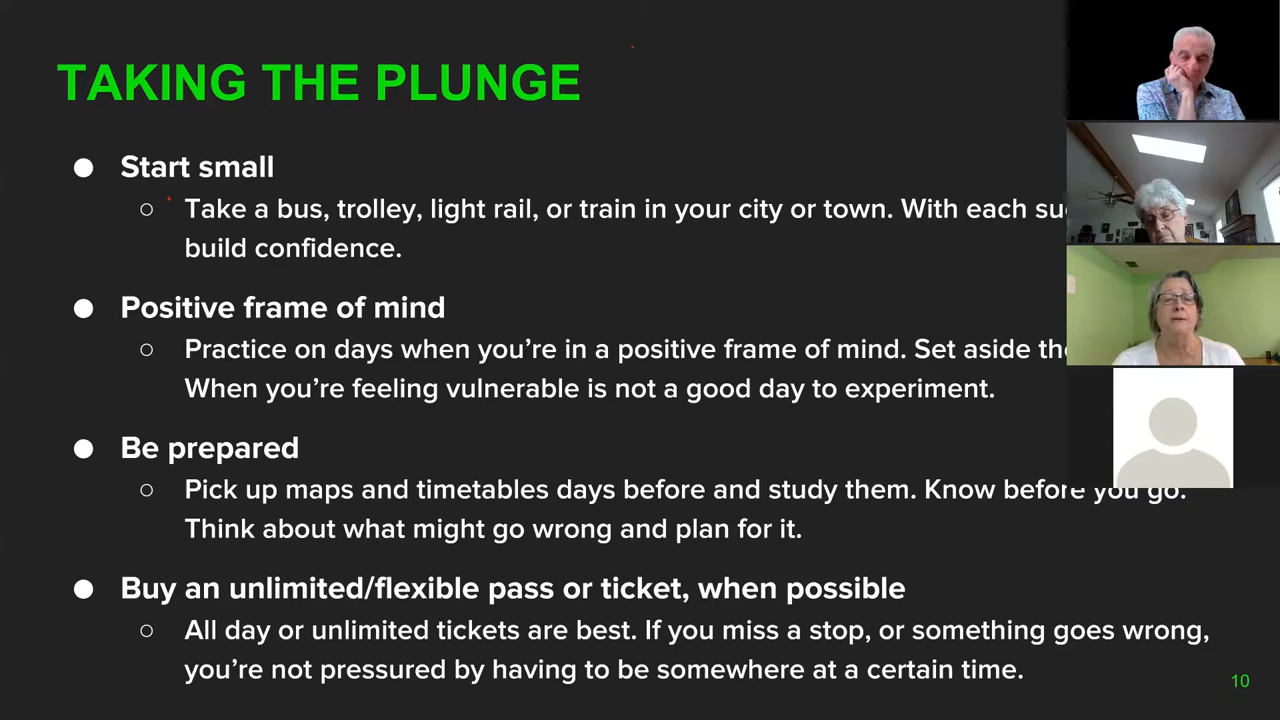 TAKING THE PLUNGE
● Start small
○ Take a bus, trolley, light rail, or train in your city or town. With each
build confidence.
● Positive frame of mind
○ Practice on days when you’re in a positive frame of mind. Set aside
When you’re feeling vulnerable is not a good day to experiment.
● Be prepared
○ Pick up maps and timetables days before and study them. Know before you go.
Think about what might go wrong and plan for it.
● Buy an unlimited/flexible pass or ticket, when possible
○ All day or unlimited tickets are best. If you miss a stop, or something goes wrong,
you’re not pressured by having to be somewhere at a certain time.
10